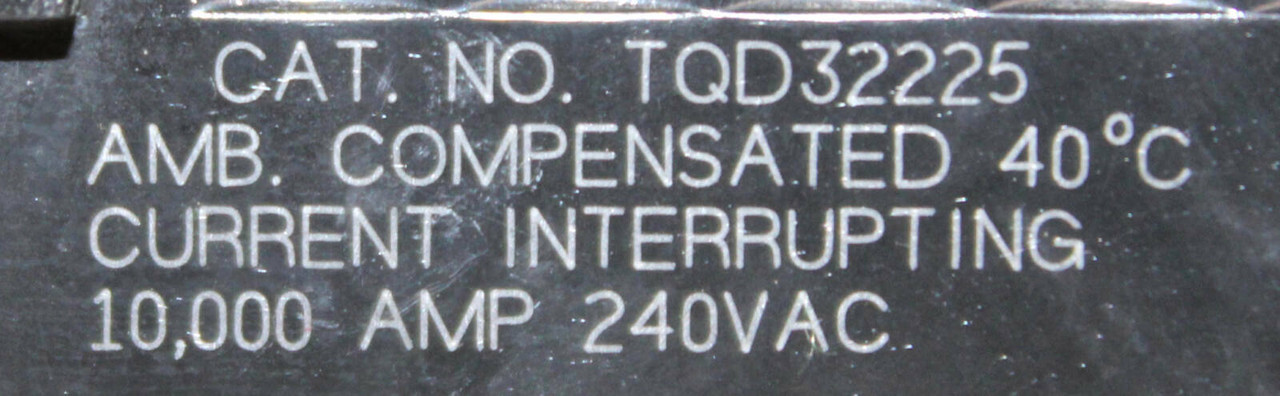 CAT. NO. TQD32225
AMB. COMPENSATED 40°C
CURRENT INTERRUPTING
10,000 AMP 240VAC